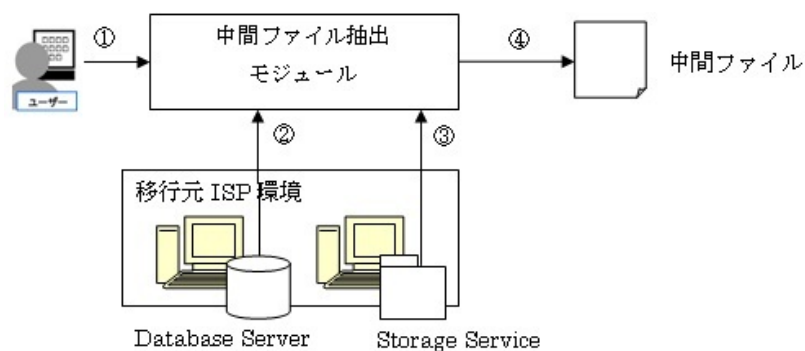 ①
中間ファイル抽出
モジュール
④
中間ファイル
ユーザー
②
③
移行元 ISP 環境
Database Server
Storage Service